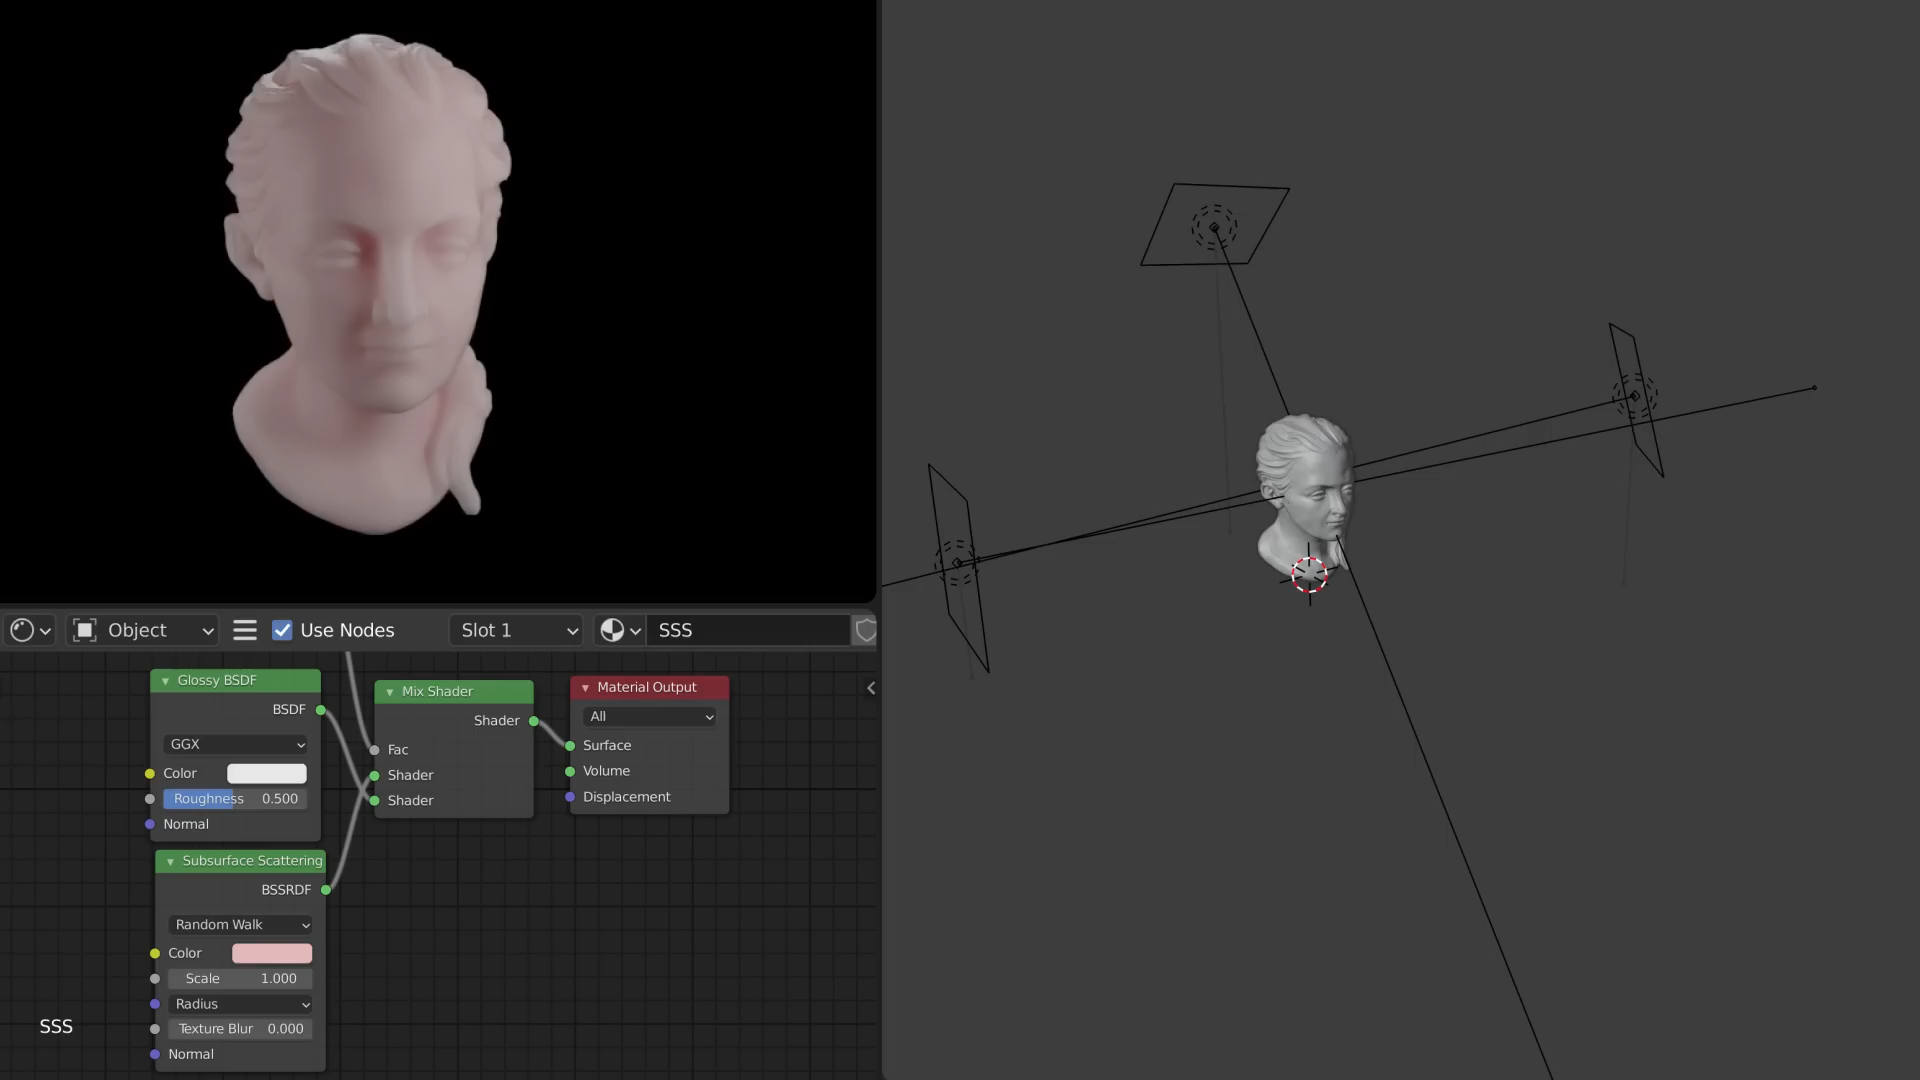 Object
Use Nodes
Slot 1
SSS
Glossy BSDF
BSDF
GGX
Color
Roughness 0.500
Normal
Mix Shader
Shader
Fac
Shader
Shader
Material Output
All
Surface
Volume
Displacement
Subsurface Scattering
BSSRDF
Random Walk
Color
Scale 1.000
Radius
Texture Blur 0.000
Normal
SSS